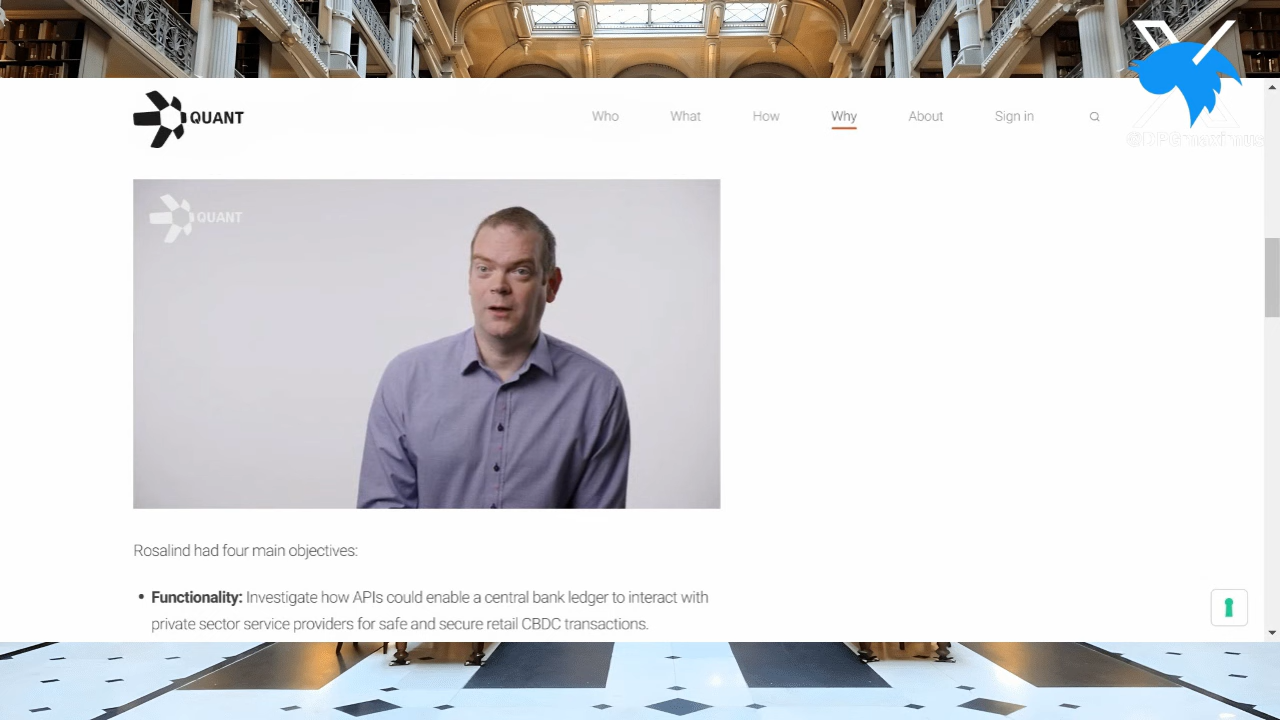 QUANT
Who
What
How
Why
About
Sign in
@DPGmaximus
QUANT
Rosalind had four main objectives:
• Functionality: Investigate how APIs could enable a central bank ledger to interact with
private sector service providers for safe and secure retail CBDC transactions.